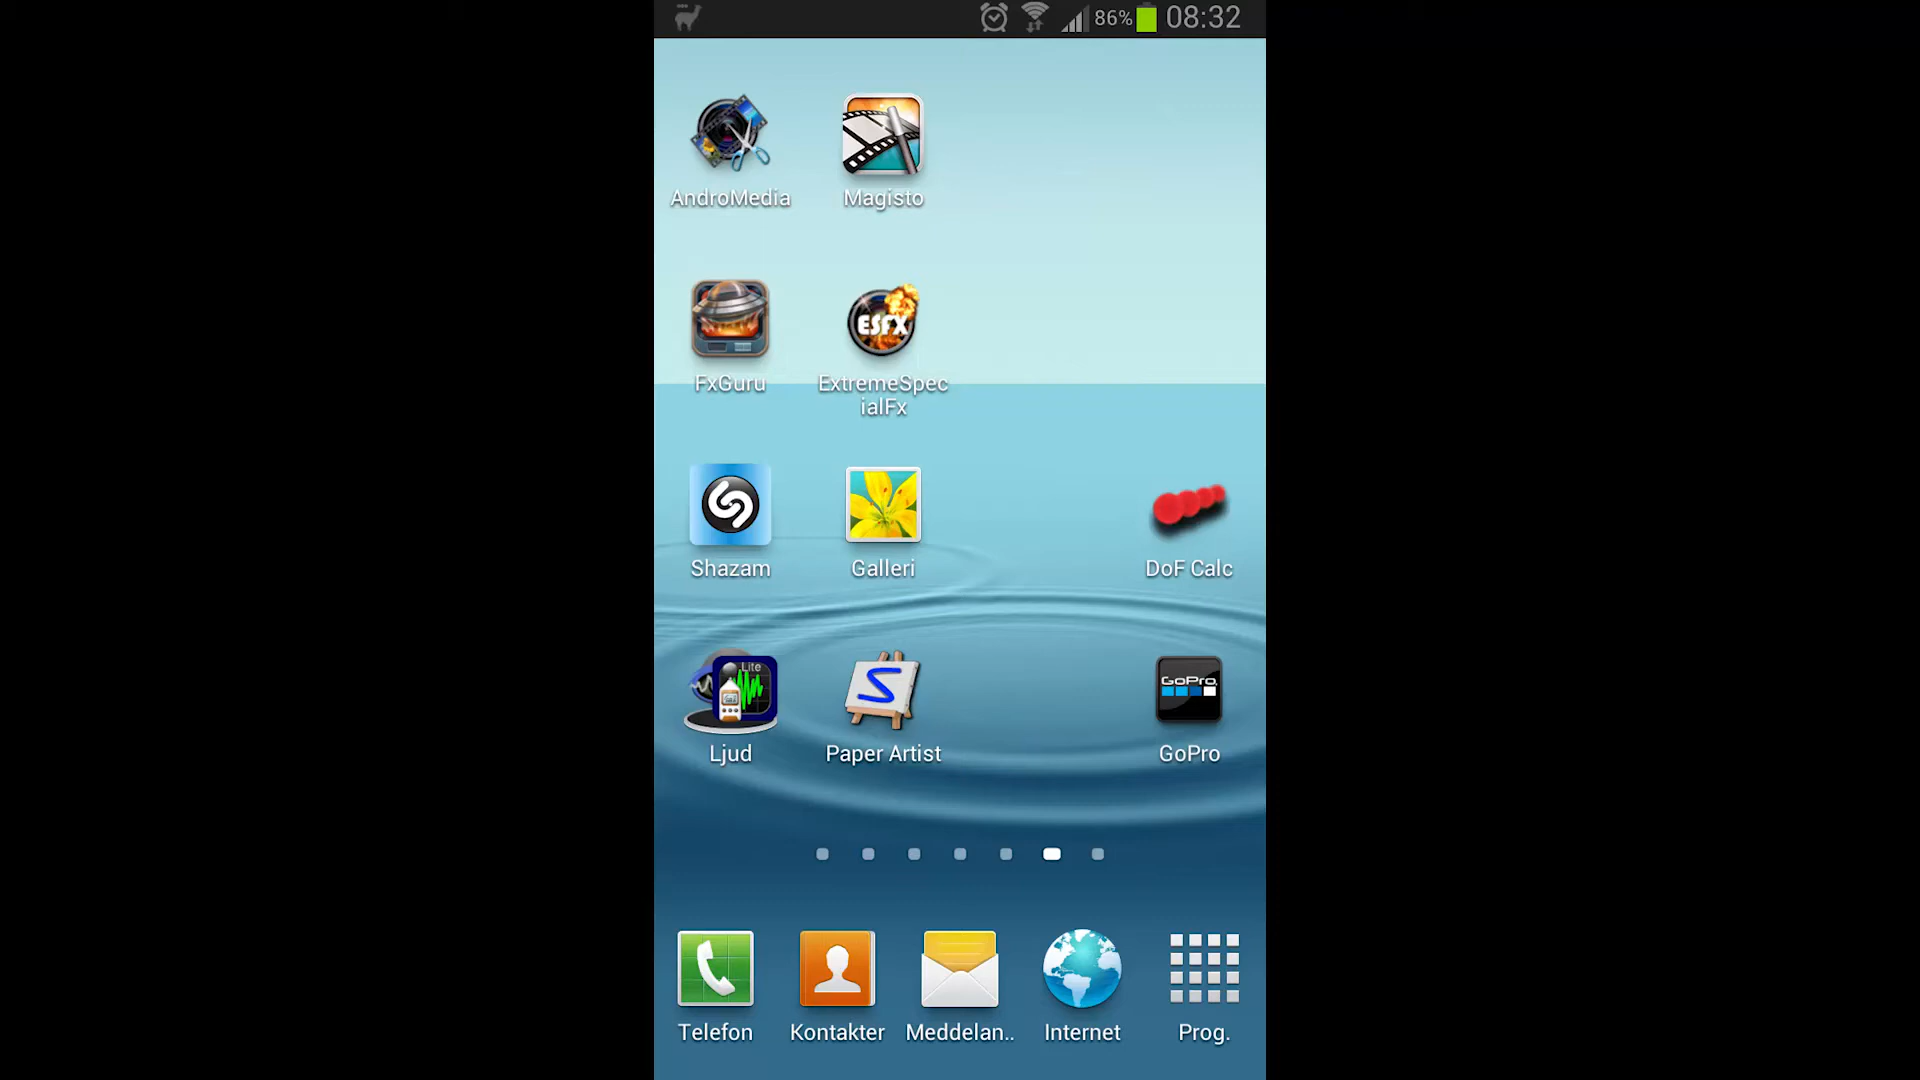 86% 08:32
AndroMedia Magisto
FxGuru
ESFX
ExtremeSpec
ialFx
Shazam Galleri DoF Calc
Lite
GoPro
Ljud Paper Artist GoPro
Telefon Kontakter Meddelan.. Internet Prog.